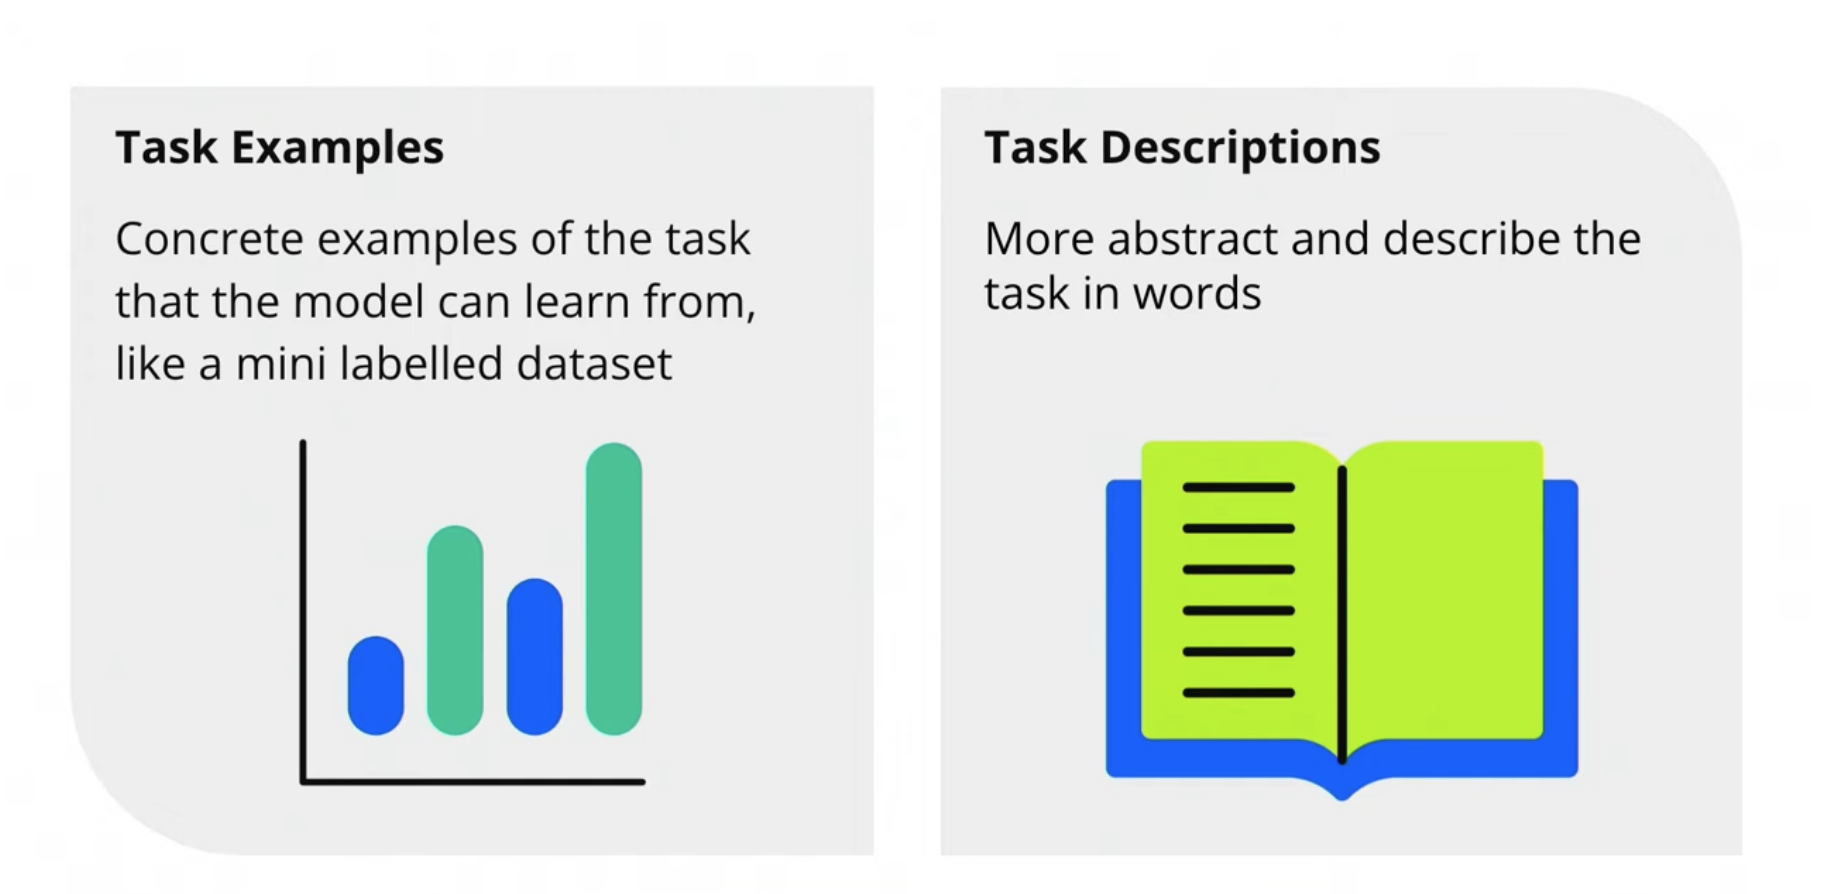 Task Examples
Concrete examples of the task
that the model can learn from,
like a mini labelled dataset
Task Descriptions
More abstract and describe the
task in words